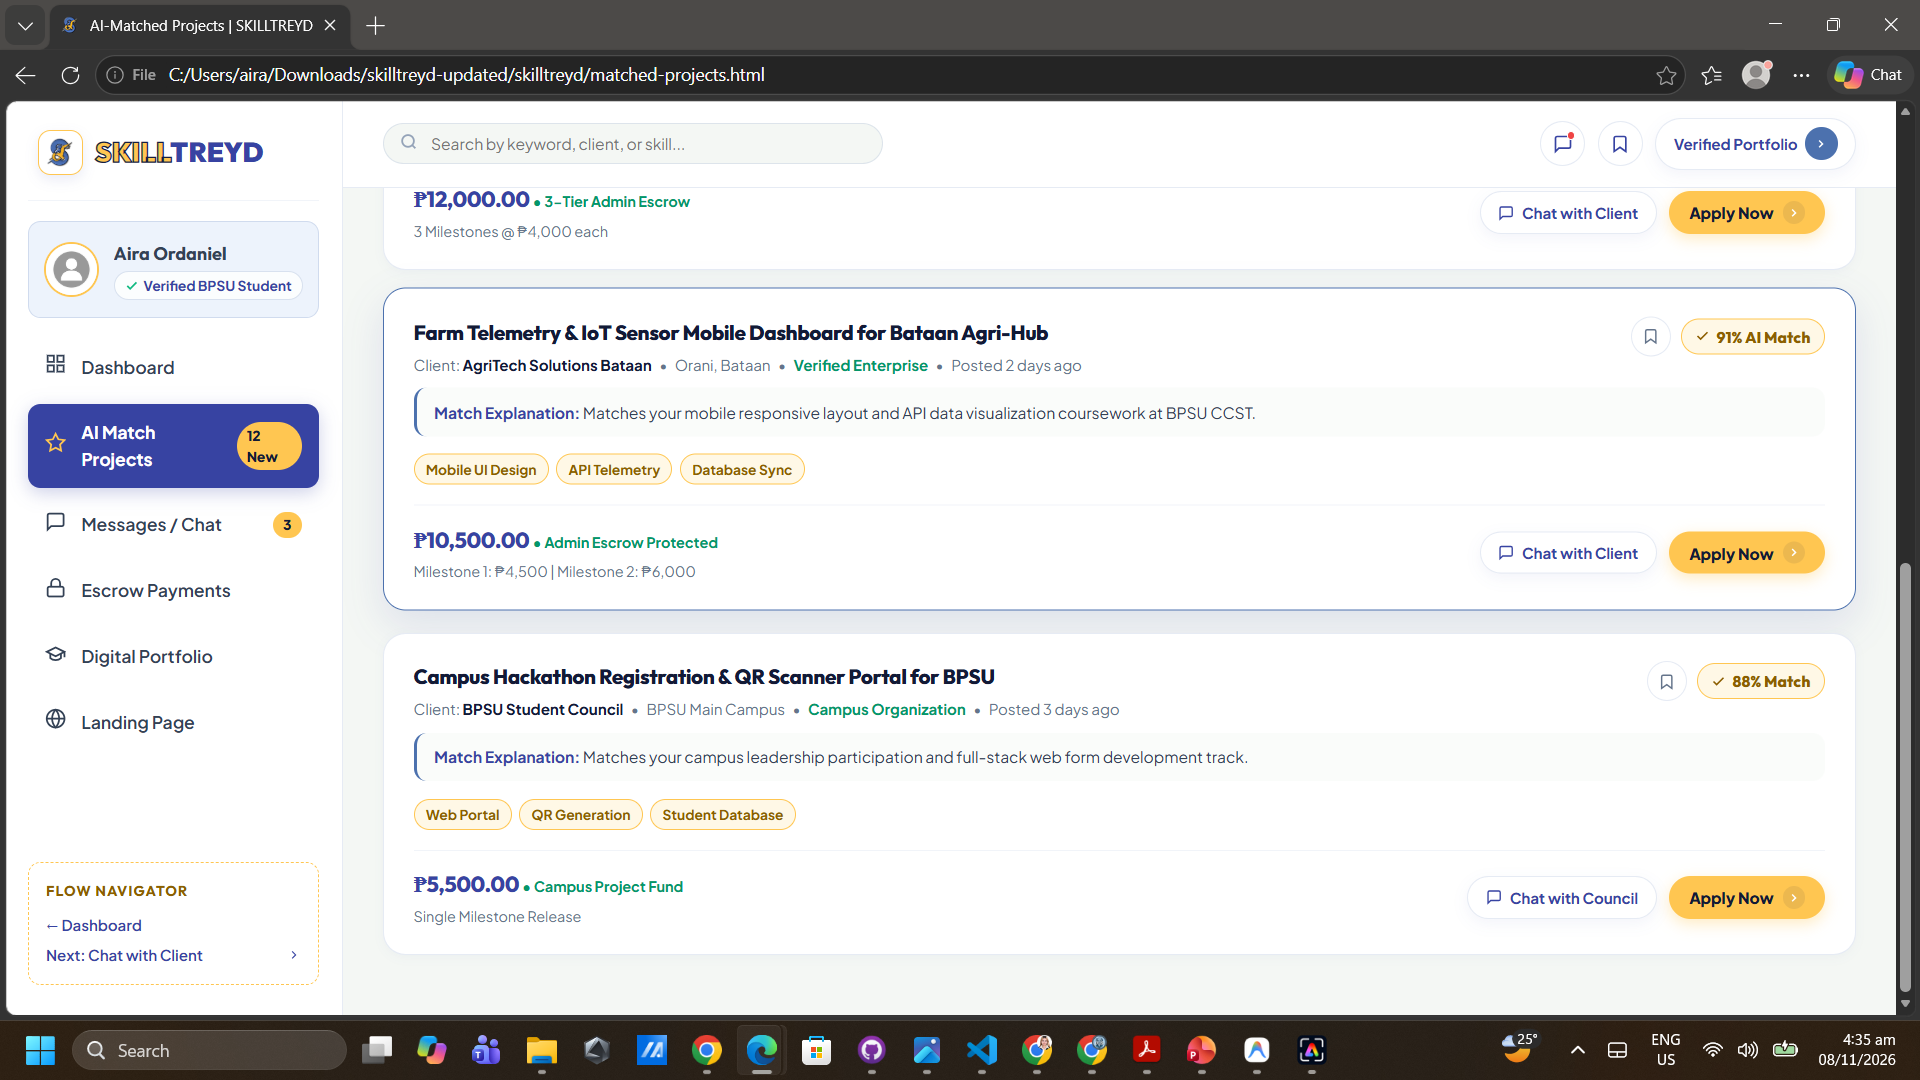 AI-Matched Projects | SKILLTREYD
File C:/Users/aira/Downloads/skilltreyd-updated/skilltreyd/matched-projects.html
Chat
SKILLTREYD
Search by keyword, client, or skill...
Verified Portfolio
Aira Ordaniel
Verified BPSU Student
Dashboard
AI Match Projects
12 New
Messages / Chat
3
Escrow Payments
Digital Portfolio
Landing Page
FLOW NAVIGATOR
← Dashboard
Next: Chat with Client
₱12,000.00 • 3-Tier Admin Escrow
3 Milestones @ ₱4,000 each
Chat with Client
Apply Now
Farm Telemetry & IoT Sensor Mobile Dashboard for Bataan Agri-Hub
91% AI Match
Client: AgriTech Solutions Bataan • Orani, Bataan • Verified Enterprise • Posted 2 days ago
Match Explanation: Matches your mobile responsive layout and API data visualization coursework at BPSU CCST.
Mobile UI Design
API Telemetry
Database Sync
₱10,500.00 • Admin Escrow Protected
Milestone 1: ₱4,500 | Milestone 2: ₱6,000
Chat with Client
Apply Now
Campus Hackathon Registration & QR Scanner Portal for BPSU
88% Match
Client: BPSU Student Council • BPSU Main Campus • Campus Organization • Posted 3 days ago
Match Explanation: Matches your campus leadership participation and full-stack web form development track.
Web Portal
QR Generation
Student Database
₱5,500.00 • Campus Project Fund
Single Milestone Release
Chat with Council
Apply Now
Search
25°
ENG
US
4:35 am
08/11/2026